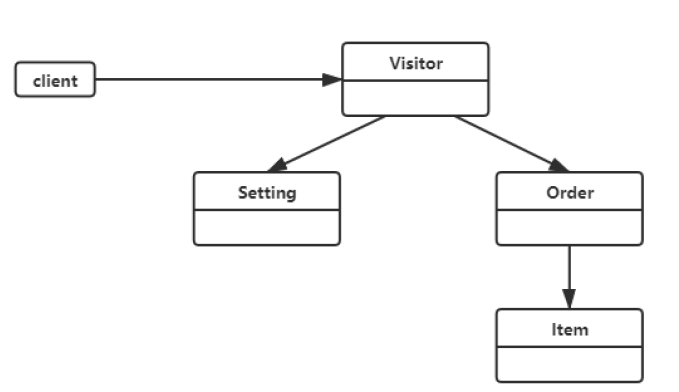 Visitor
client
Setting
Order
Item